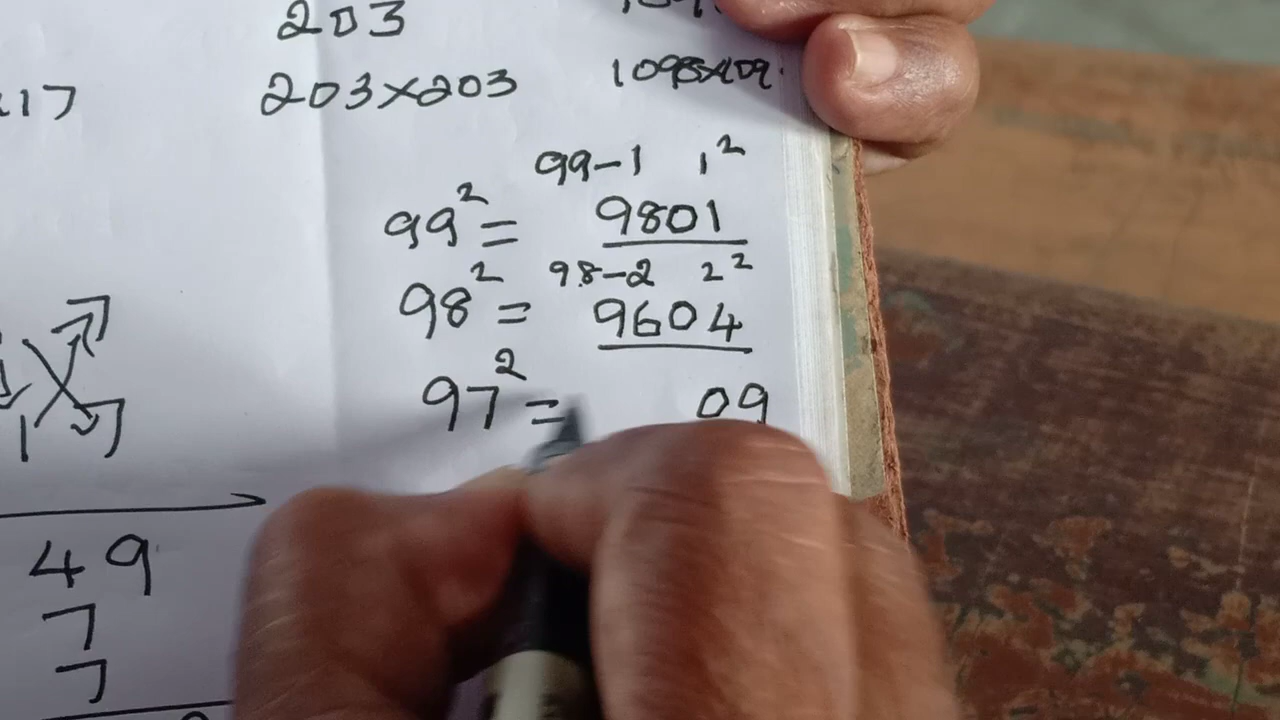 203
203×203
17
99-1 1²
99² = 9801
98-2 2²
98² = 9604
97² = 09
49
7
7